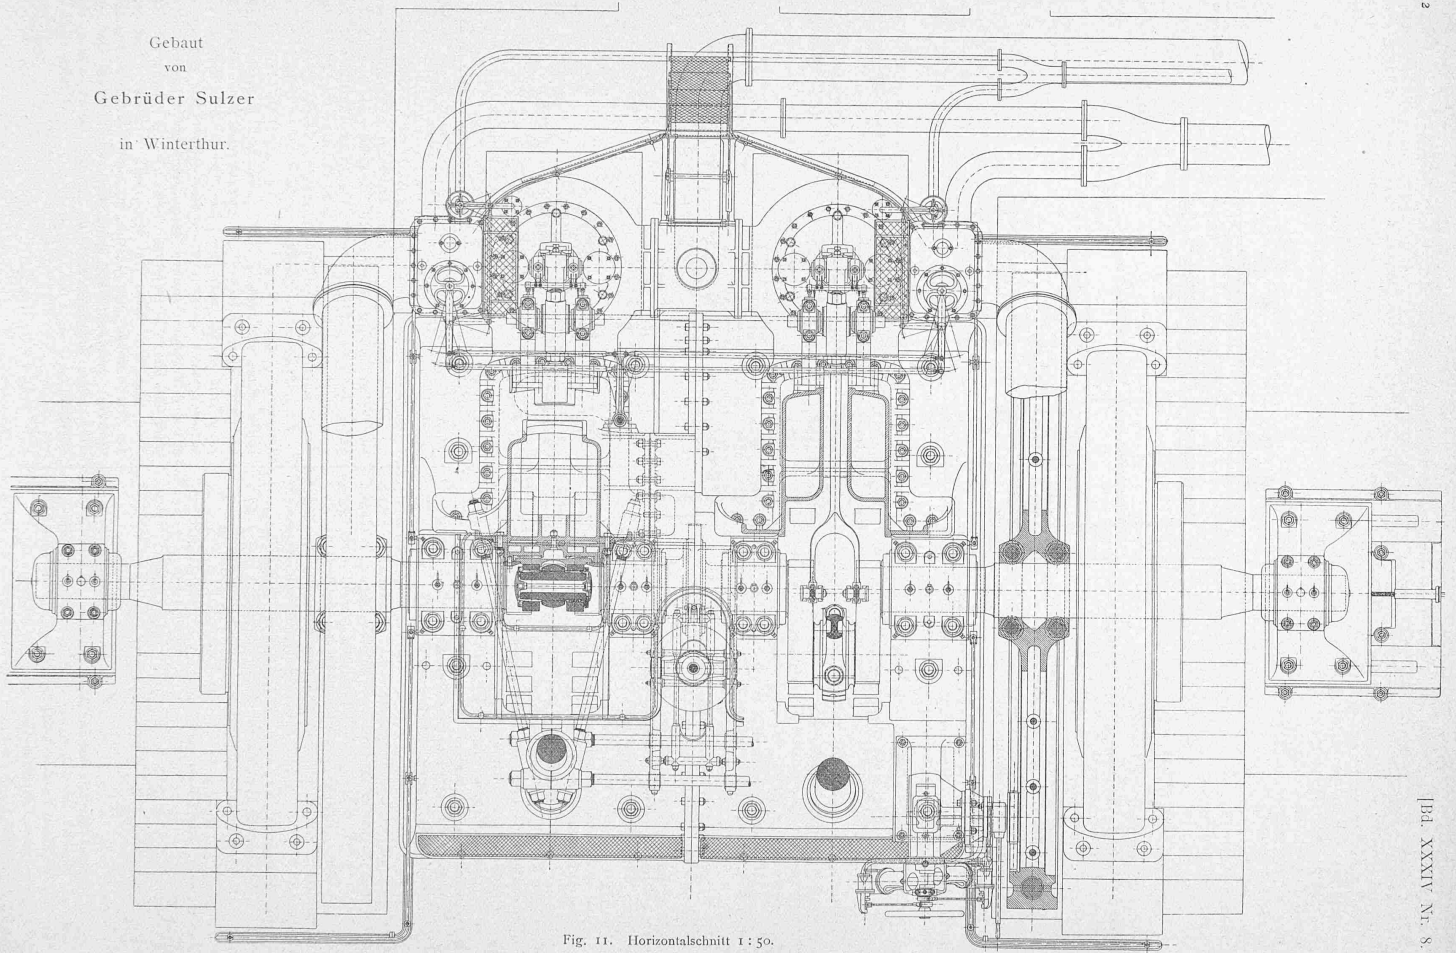 Gebaut
von
Gebrüder Sulzer
in Winterthur.
Fig. 11. Horizontalschnitt 1 : 50.
[Bd. XXXIV Nr. 8.